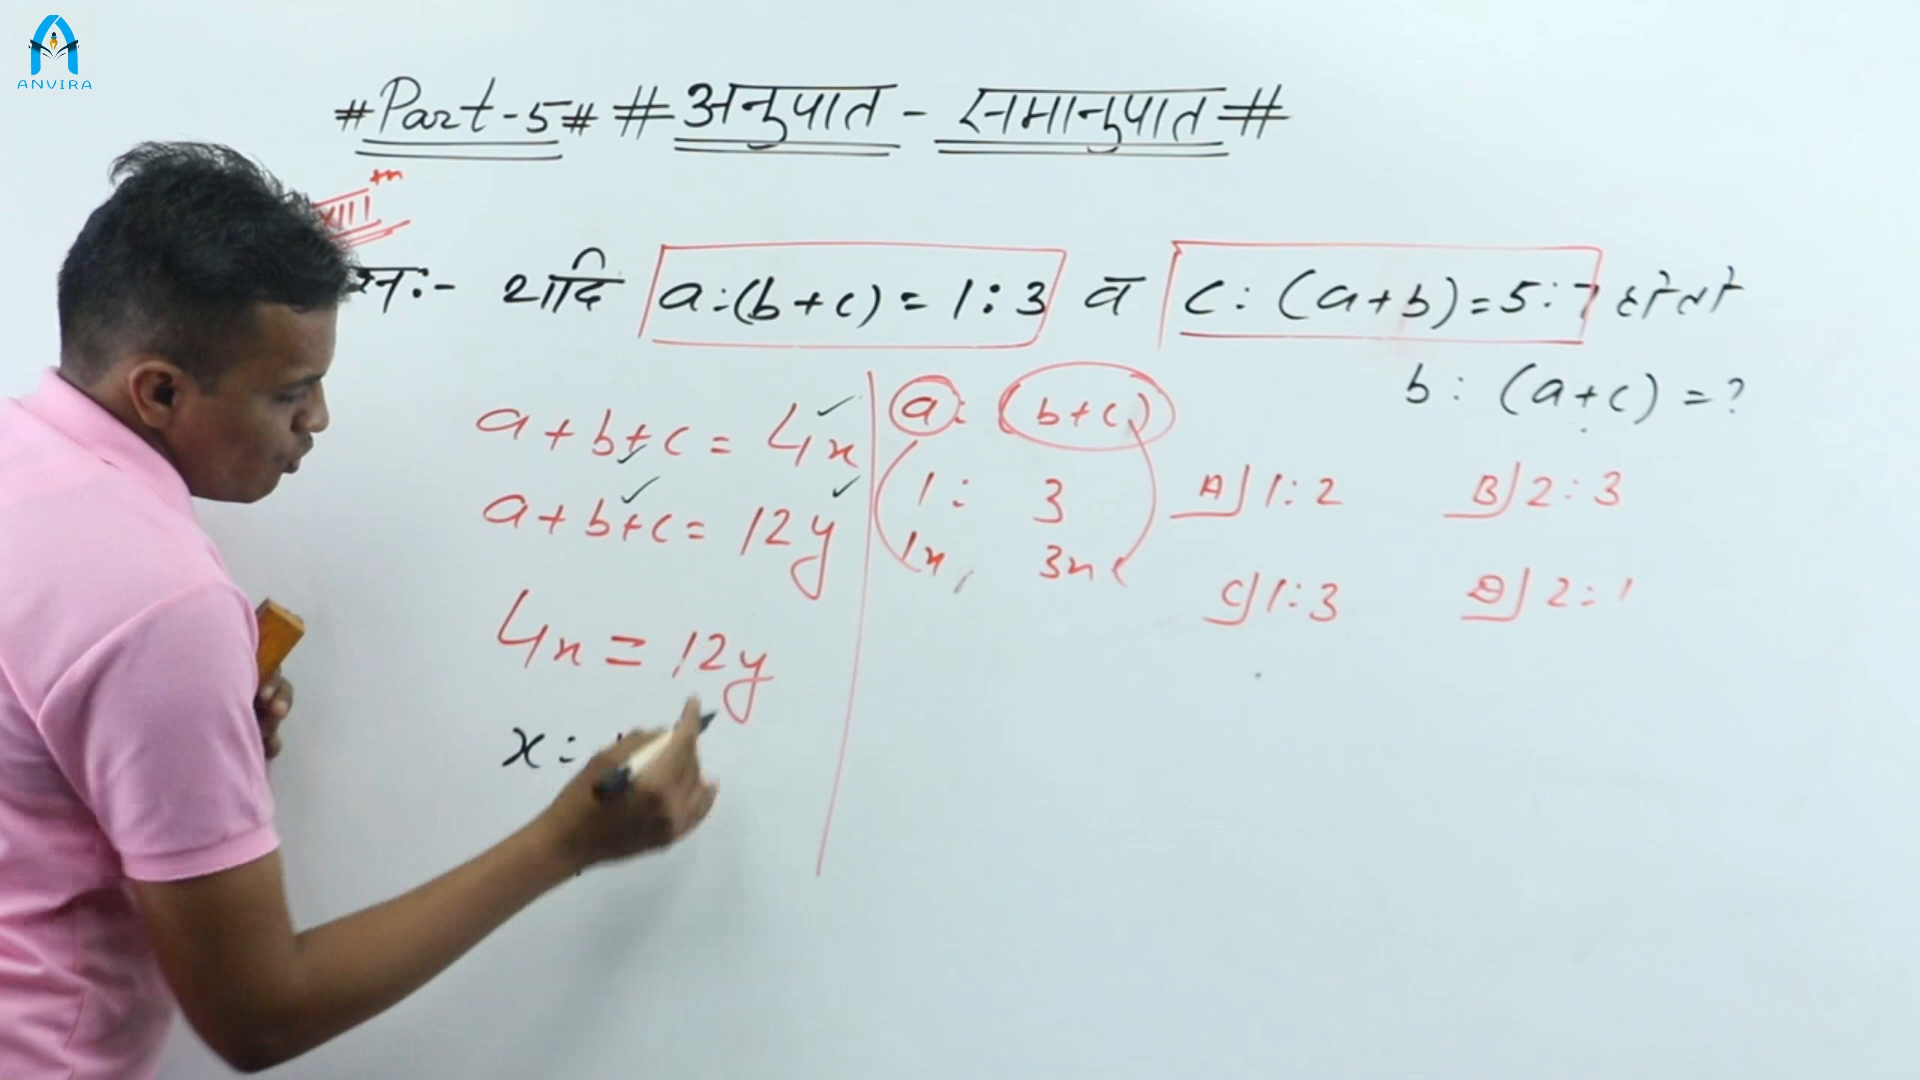 ANVIRA
#Part-5# #अनुपात - समानुपात#
यदि a:(b+c)=1:3 व c:(a+b)=5:7 हो तो
b:(a+c)=?
a+b+c=4x
a+b+c=12y
4x=12y
x:
a:(b+c)
1:3
1x, 3x
A) 1:2 B) 2:3
C) 1:3 D) 2:1